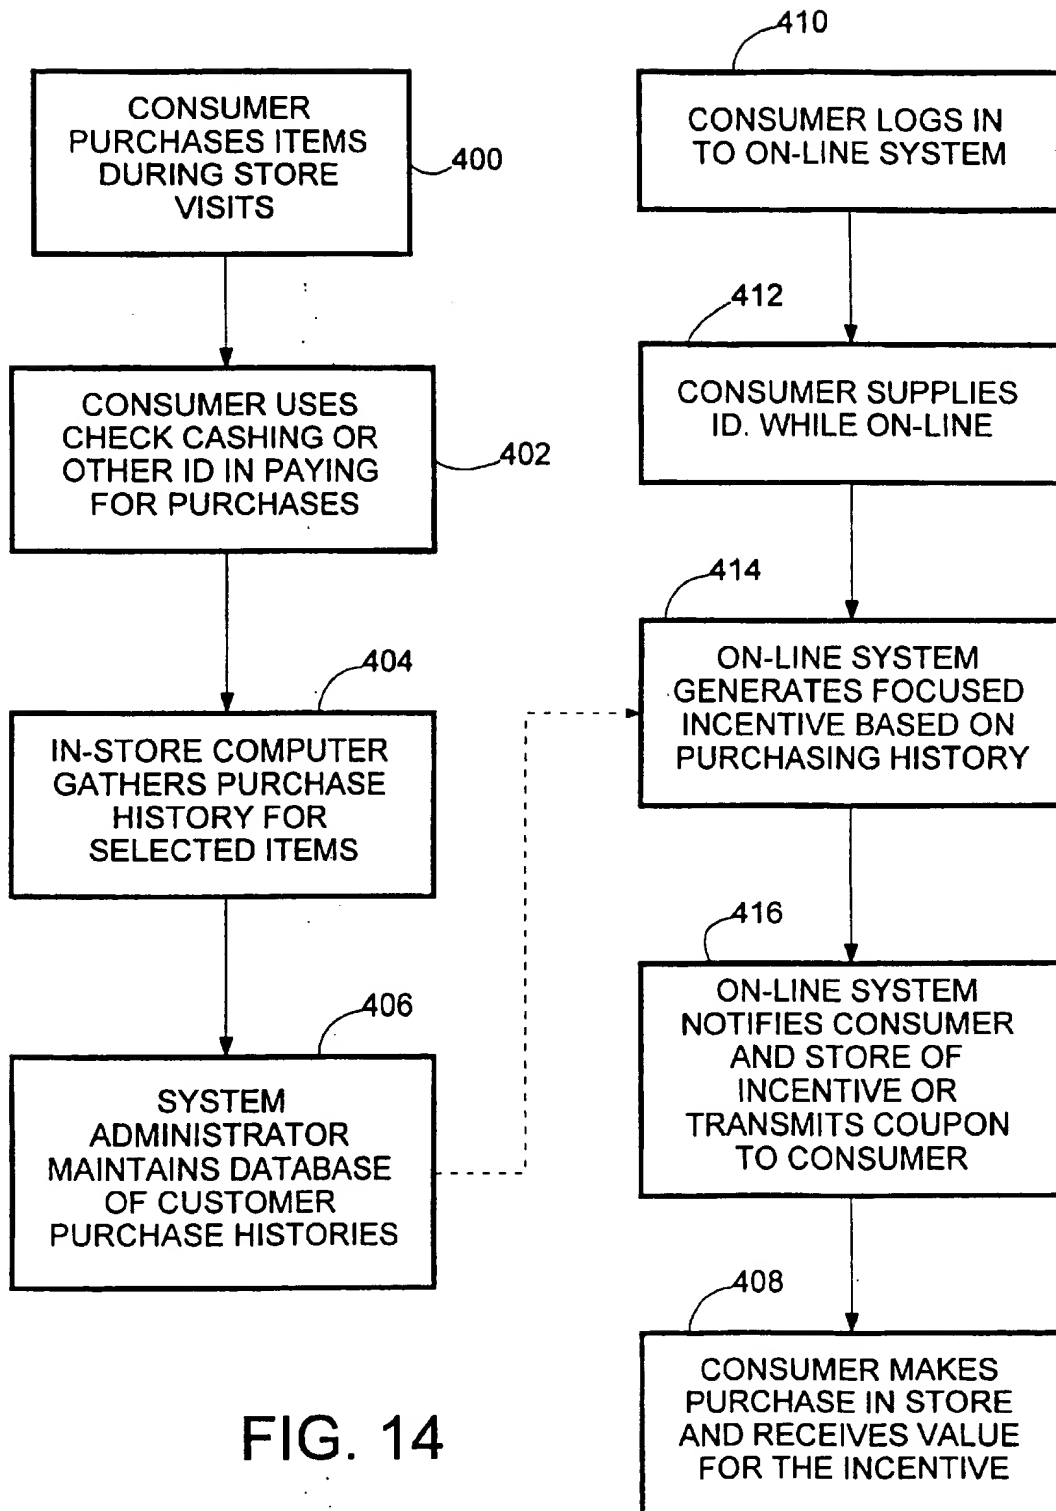 CONSUMER
PURCHASES ITEMS
DURING STORE
VISITS
400
CONSUMER USES
CHECK CASHING OR
OTHER ID IN PAYING
FOR PURCHASES
402
404
IN-STORE COMPUTER
GATHERS PURCHASE
HISTORY FOR
SELECTED ITEMS
406
SYSTEM
ADMINISTRATOR
MAINTAINS DATABASE
OF CUSTOMER
PURCHASE HISTORIES
410
CONSUMER LOGS IN
TO ON-LINE SYSTEM
412
CONSUMER SUPPLIES
ID. WHILE ON-LINE
414
ON-LINE SYSTEM
GENERATES FOCUSED
INCENTIVE BASED ON
PURCHASING HISTORY
416
ON-LINE SYSTEM
NOTIFIES CONSUMER
AND STORE OF
INCENTIVE OR
TRANSMITS COUPON
TO CONSUMER
408
CONSUMER MAKES
PURCHASE IN STORE
AND RECEIVES VALUE
FOR THE INCENTIVE
FIG. 14